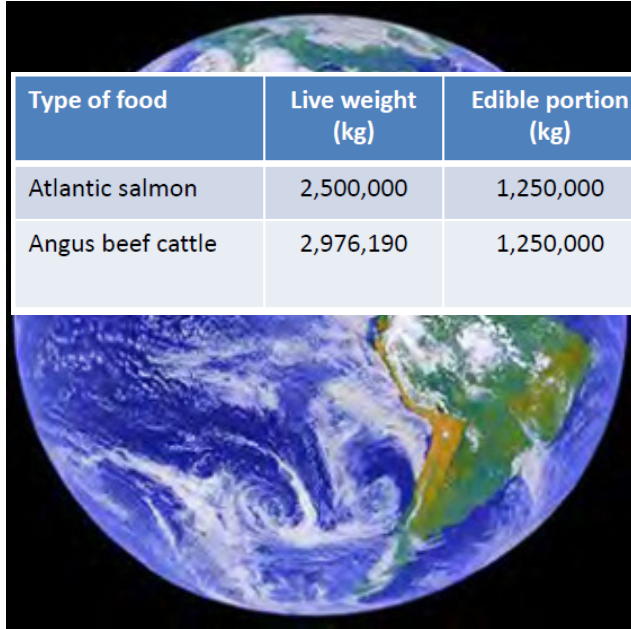 Type of food Live weight Edible portion
(kg) (kg)
Atlantic salmon 2,500,000 1,250,000
Angus beef cattle 2,976,190 1,250,000